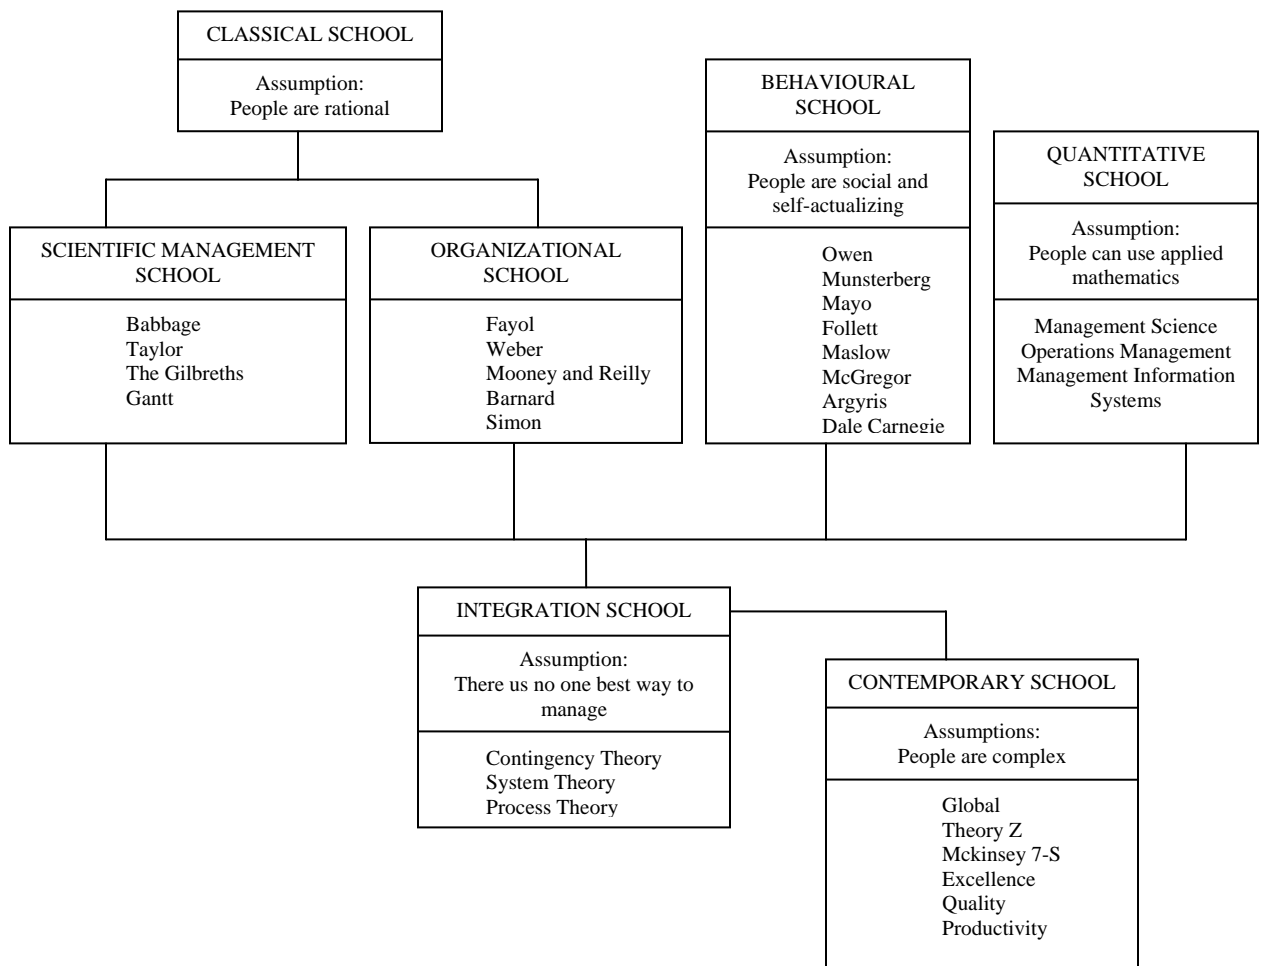 CLASSICAL SCHOOL
Assumption:
People are rational
SCIENTIFIC MANAGEMENT
SCHOOL
Babbage
Taylor
The Gilbreths
Gantt
ORGANIZATIONAL
SCHOOL
Fayol
Weber
Mooney and Reilly
Barnard
Simon
BEHAVIOURAL
SCHOOL
Assumption:
People are social and
self-actualizing
Owen
Munsterberg
Mayo
Follett
Maslow
McGregor
Argyris
Dale Carnegie
QUANTITATIVE
SCHOOL
Assumption:
People can use applied
mathematics
Management Science
Operations Management
Management Information
Systems
INTEGRATION SCHOOL
Assumption:
There us no one best way to
manage
Contingency Theory
System Theory
Process Theory
CONTEMPORARY SCHOOL
Assumptions:
People are complex
Global
Theory Z
Mckinsey 7-S
Excellence
Quality
Productivity